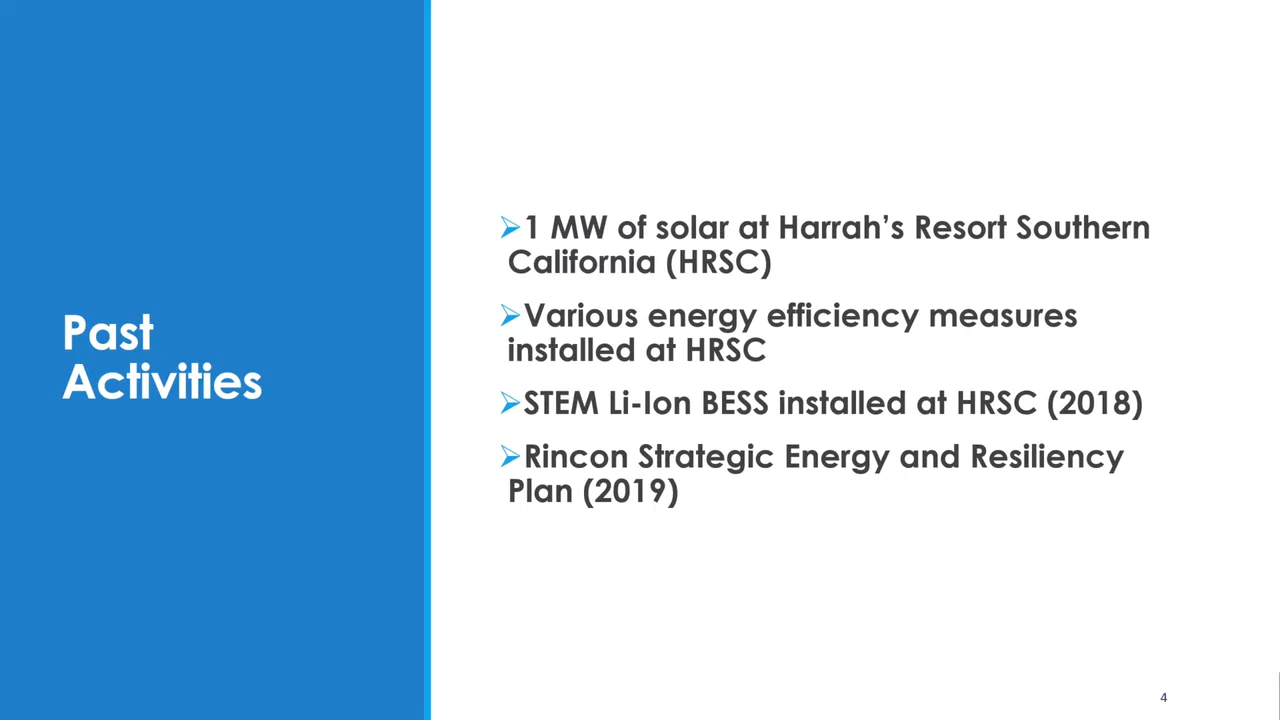 Past
Activities
➢1 MW of solar at Harrah’s Resort Southern
California (HRSC)
➢Various energy efficiency measures
installed at HRSC
➢STEM Li-Ion BESS installed at HRSC (2018)
➢Rincon Strategic Energy and Resiliency
Plan (2019)
4